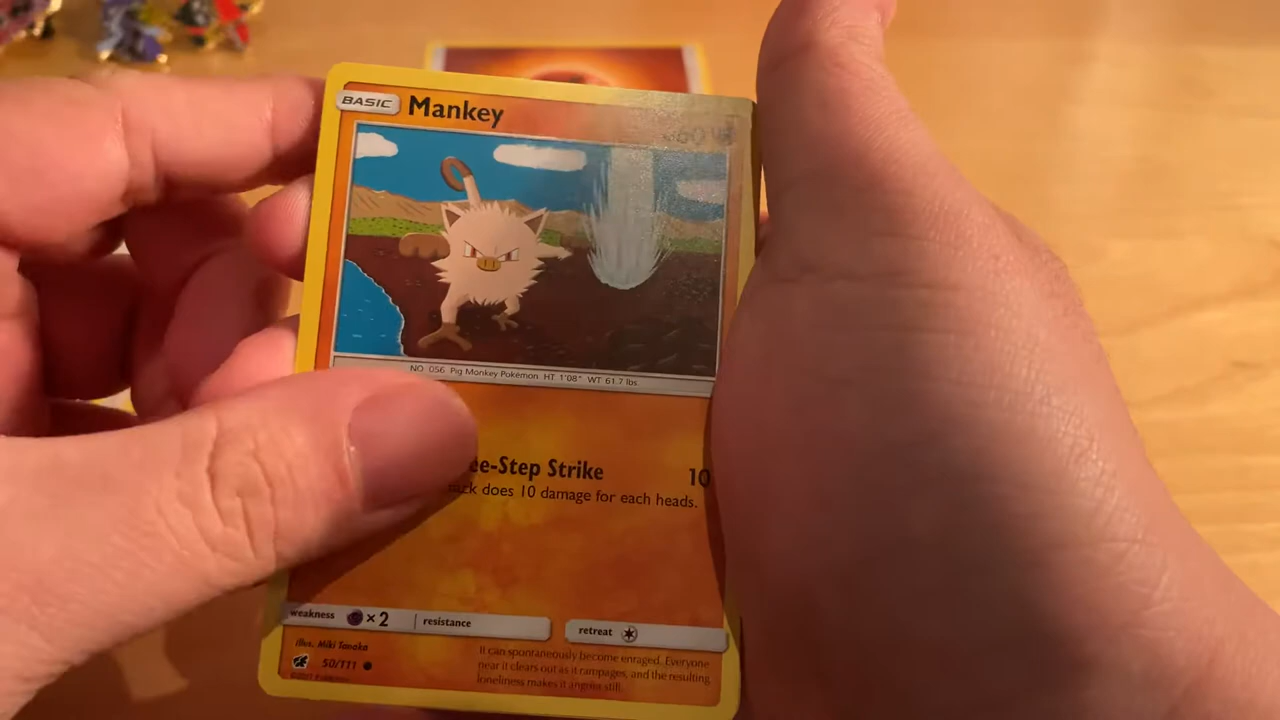 BASIC Mankey
NO 056 Pig Monkey Pokémon HT 1'08" WT 61.7 lbs.
ee-Step Strike 10
does 10 damage for each heads.
weakness ×2 resistance retreat
illus. Miki Tanaka
50/111
©2017 Pokémon
It can spontaneously become enraged. Everyone
near it clears out as it rampages, and the resulting
loneliness makes it angrier still.